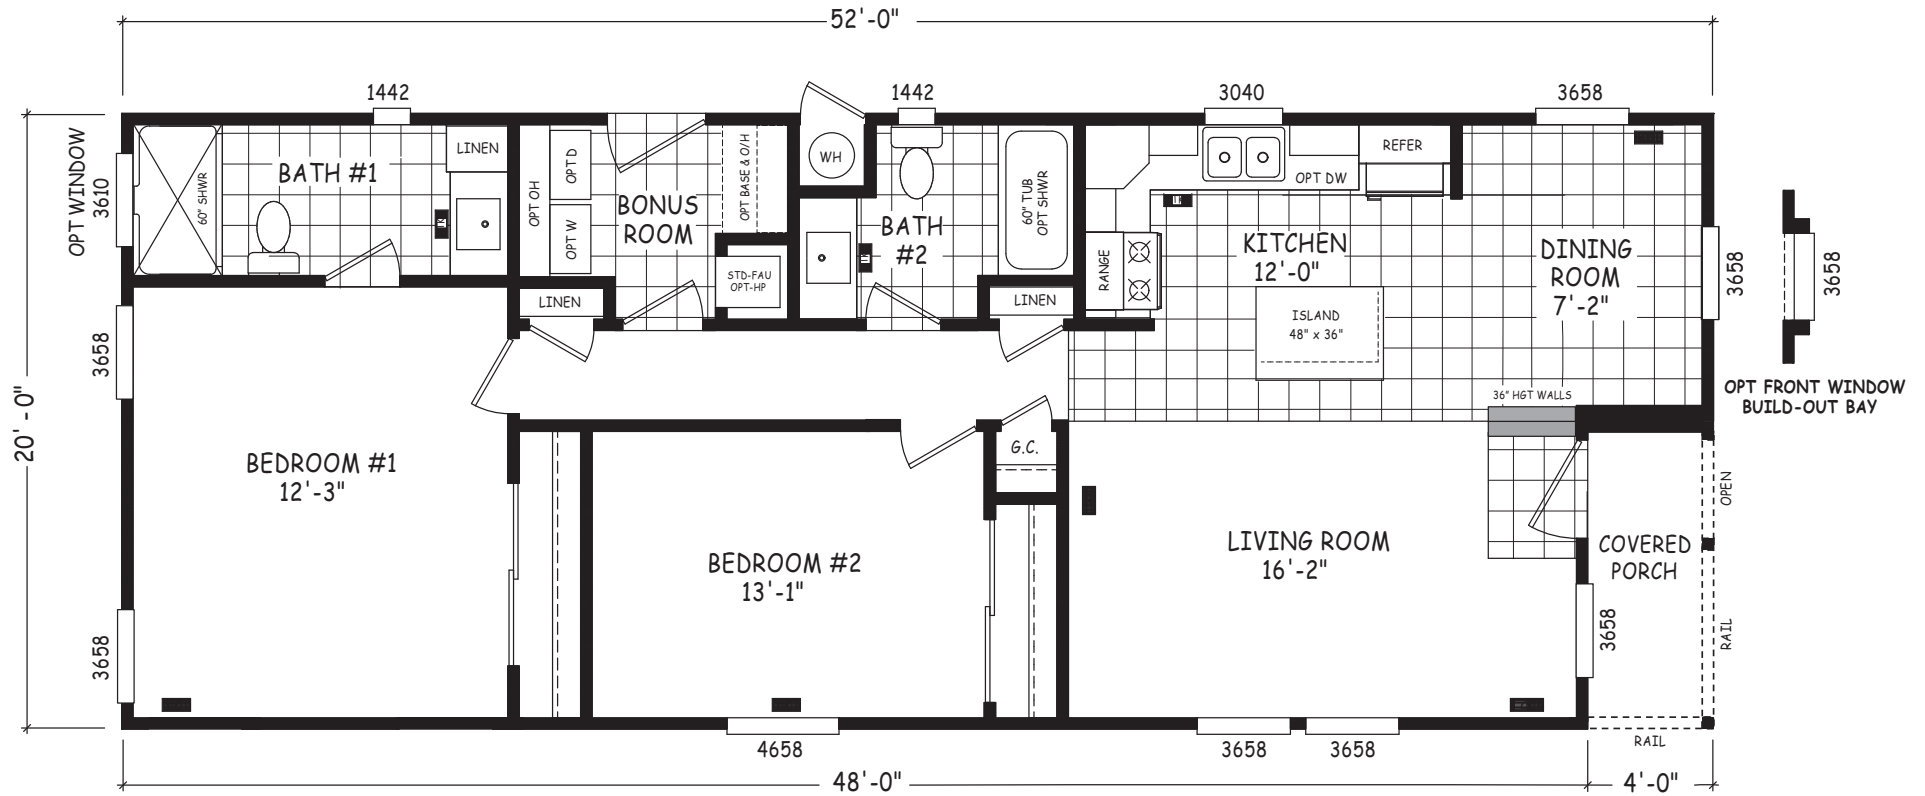 52'-0"
1442
1442
3040
3658
OPT WINDOW
3610
60" SHWR
BATH #1
LINEN
OPT OH
OPT D
OPT W
BONUS
ROOM
OPT BASE & O/H
STD-FAU
OPT-HP
WH
BATH
#2
60" TUB
OPT SHWR
REFER
OPT DW
RANGE
KITCHEN
12'-0"
DINING
ROOM
7'-2"
3658
3658
LINEN
LINEN
ISLAND
48" x 36"
36" HGT WALLS
OPT FRONT WINDOW
BUILD-OUT BAY
20'-0"
3658
BEDROOM #1
12'-3"
G.C.
BEDROOM #2
13'-1"
LIVING ROOM
16'-2"
COVERED
PORCH
OPEN
RAIL
3658
3658
RAIL
4658
3658
3658
48'-0"
4'-0"